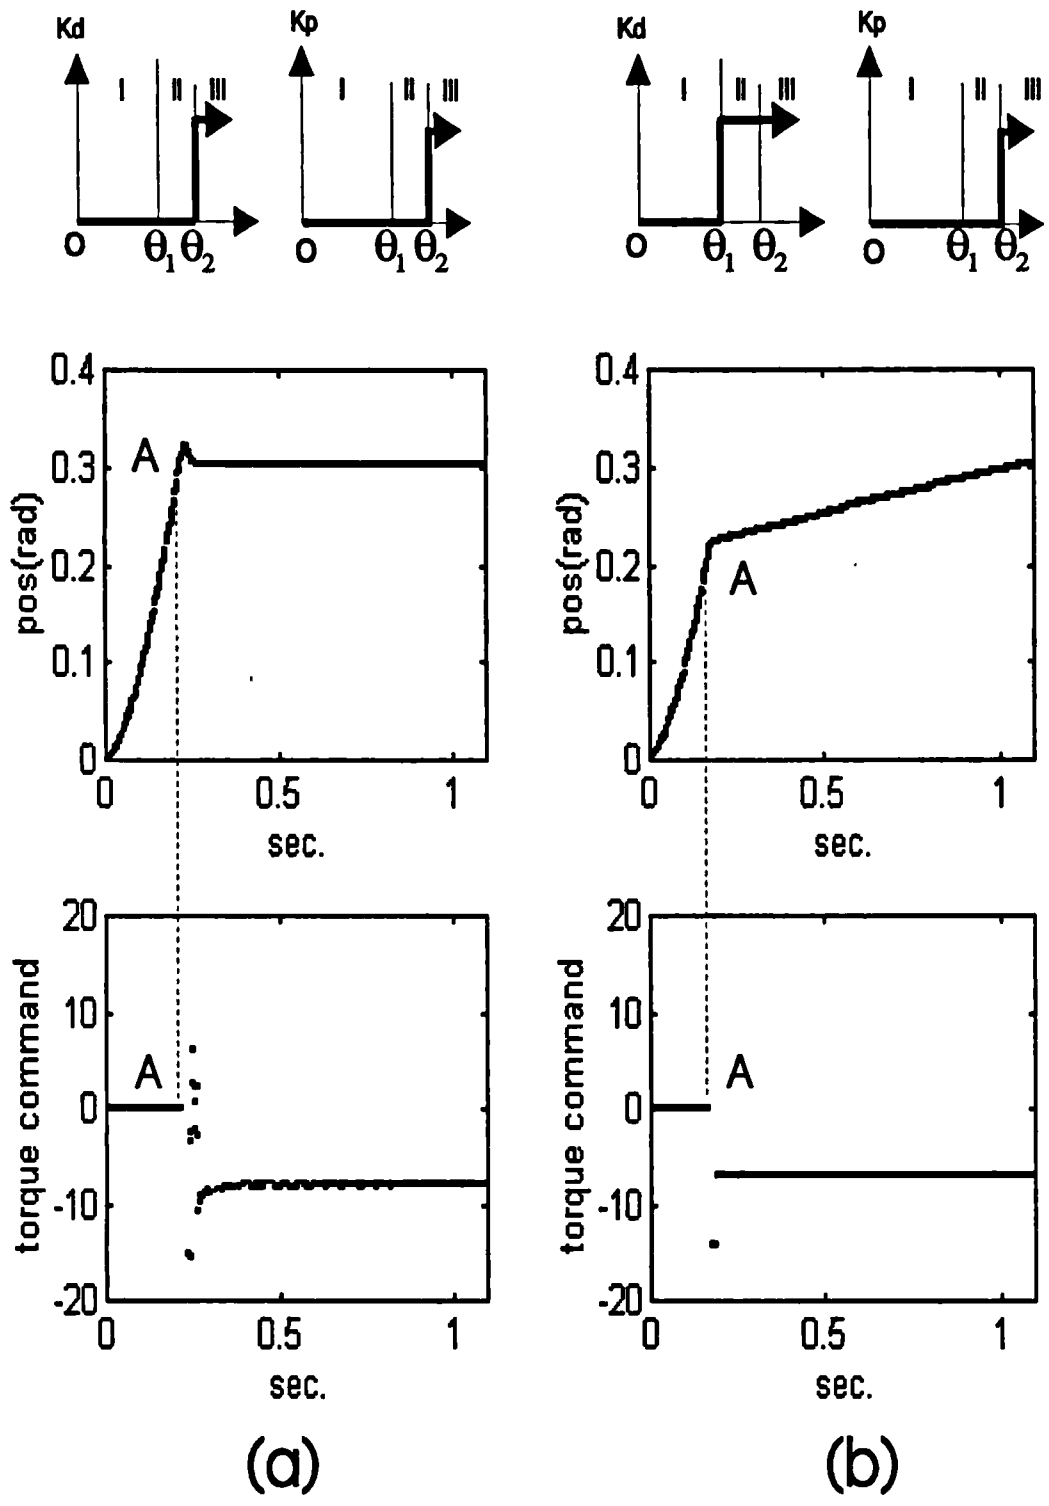 Kd Kp Kd Kp
I II III I II III I II III I II III
O θ1 θ2 O θ1 θ2 O θ1 θ2 O θ1 θ2
0.4
0.3
0.2
0.1
0
pos(rad)
A
0 0.5 1
sec.
0.4
0.3
0.2
0.1
0
pos(rad)
A
0 0.5 1
sec.
20
10
0
-10
-20
torque command
A
0 0.5 1
sec.
20
10
0
-10
-20
torque command
A
0 0.5 1
sec.
(a) (b)